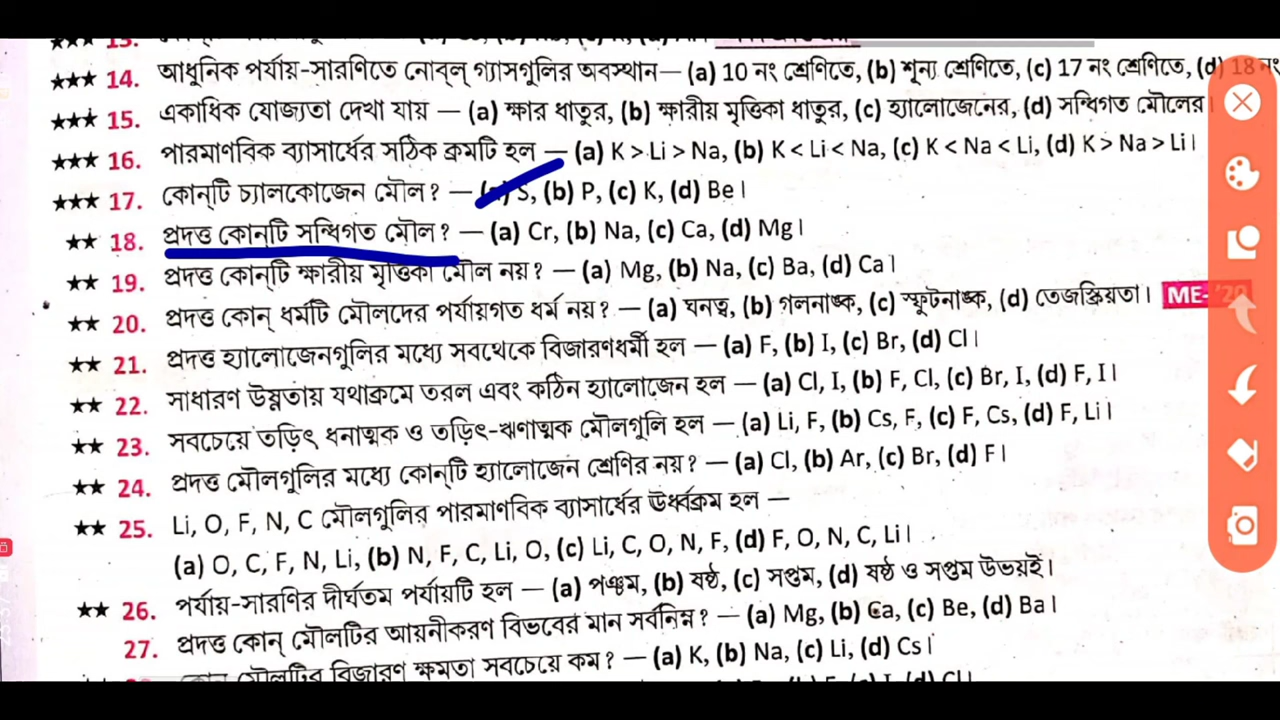 ★★★ 13.
★★★ 14. আধুনিক পর্যায়-সারণিতে নোব্‌ল্ গ্যাসগুলির অবস্থান— (a) 10 নং শ্রেণিতে, (b) শূন্য শ্রেণিতে, (c) 17 নং শ্রেণিতে, (d) 18 নং
★★★ 15. একাধিক যোজ্যতা দেখা যায় — (a) ক্ষার ধাতুর, (b) ক্ষারীয় মৃত্তিকা ধাতুর, (c) হ্যালোজেনের, (d) সন্ধিগত মৌলের।
★★★ 16. পারমাণবিক ব্যাসার্ধের সঠিক ক্রমটি হল — (a) K > Li > Na, (b) K < Li < Na, (c) K < Na < Li, (d) K > Na > Li।
★★★ 17. কোন্‌টি চ্যালকোজেন মৌল? — (a) S, (b) P, (c) K, (d) Be।
★★ 18. প্রদত্ত কোন্‌টি সন্ধিগত মৌল? — (a) Cr, (b) Na, (c) Ca, (d) Mg।
★★ 19. প্রদত্ত কোন্‌টি ক্ষারীয় মৃত্তিকা মৌল নয়? — (a) Mg, (b) Na, (c) Ba, (d) Ca।
★★ 20. প্রদত্ত কোন্ ধর্মটি মৌলদের পর্যায়গত ধর্ম নয়? — (a) ঘনত্ব, (b) গলনাঙ্ক, (c) স্ফুটনাঙ্ক, (d) তেজস্ক্রিয়তা। ME-'20
★★ 21. প্রদত্ত হ্যালোজেনগুলির মধ্যে সবথেকে বিজারণধর্মী হল — (a) F, (b) I, (c) Br, (d) Cl।
★★ 22. সাধারণ উষ্ণতায় যথাক্রমে তরল এবং কঠিন হ্যালোজেন হল — (a) Cl, I, (b) F, Cl, (c) Br, I, (d) F, I।
★★ 23. সবচেয়ে তড়িৎ ধনাত্মক ও তড়িৎ-ঋণাত্মক মৌলগুলি হল — (a) Li, F, (b) Cs, F, (c) F, Cs, (d) F, Li।
★★ 24. প্রদত্ত মৌলগুলির মধ্যে কোন্‌টি হ্যালোজেন শ্রেণির নয়? — (a) Cl, (b) Ar, (c) Br, (d) F।
★★ 25. Li, O, F, N, C মৌলগুলির পারমাণবিক ব্যাসার্ধের ঊর্ধ্বক্রম হল —
(a) O, C, F, N, Li, (b) N, F, C, Li, O, (c) Li, C, O, N, F, (d) F, O, N, C, Li।
★★ 26. পর্যায়-সারণির দীর্ঘতম পর্যায়টি হল — (a) পঞ্চম, (b) ষষ্ঠ, (c) সপ্তম, (d) ষষ্ঠ ও সপ্তম উভয়ই।
27. প্রদত্ত কোন্ মৌলটির আয়নীকরণ বিভবের মান সর্বনিম্ন? — (a) Mg, (b) Ca, (c) Be, (d) Ba।
মৌলটির বিজারণ ক্ষমতা সবচেয়ে কম? — (a) K, (b) Na, (c) Li, (d) Cs।